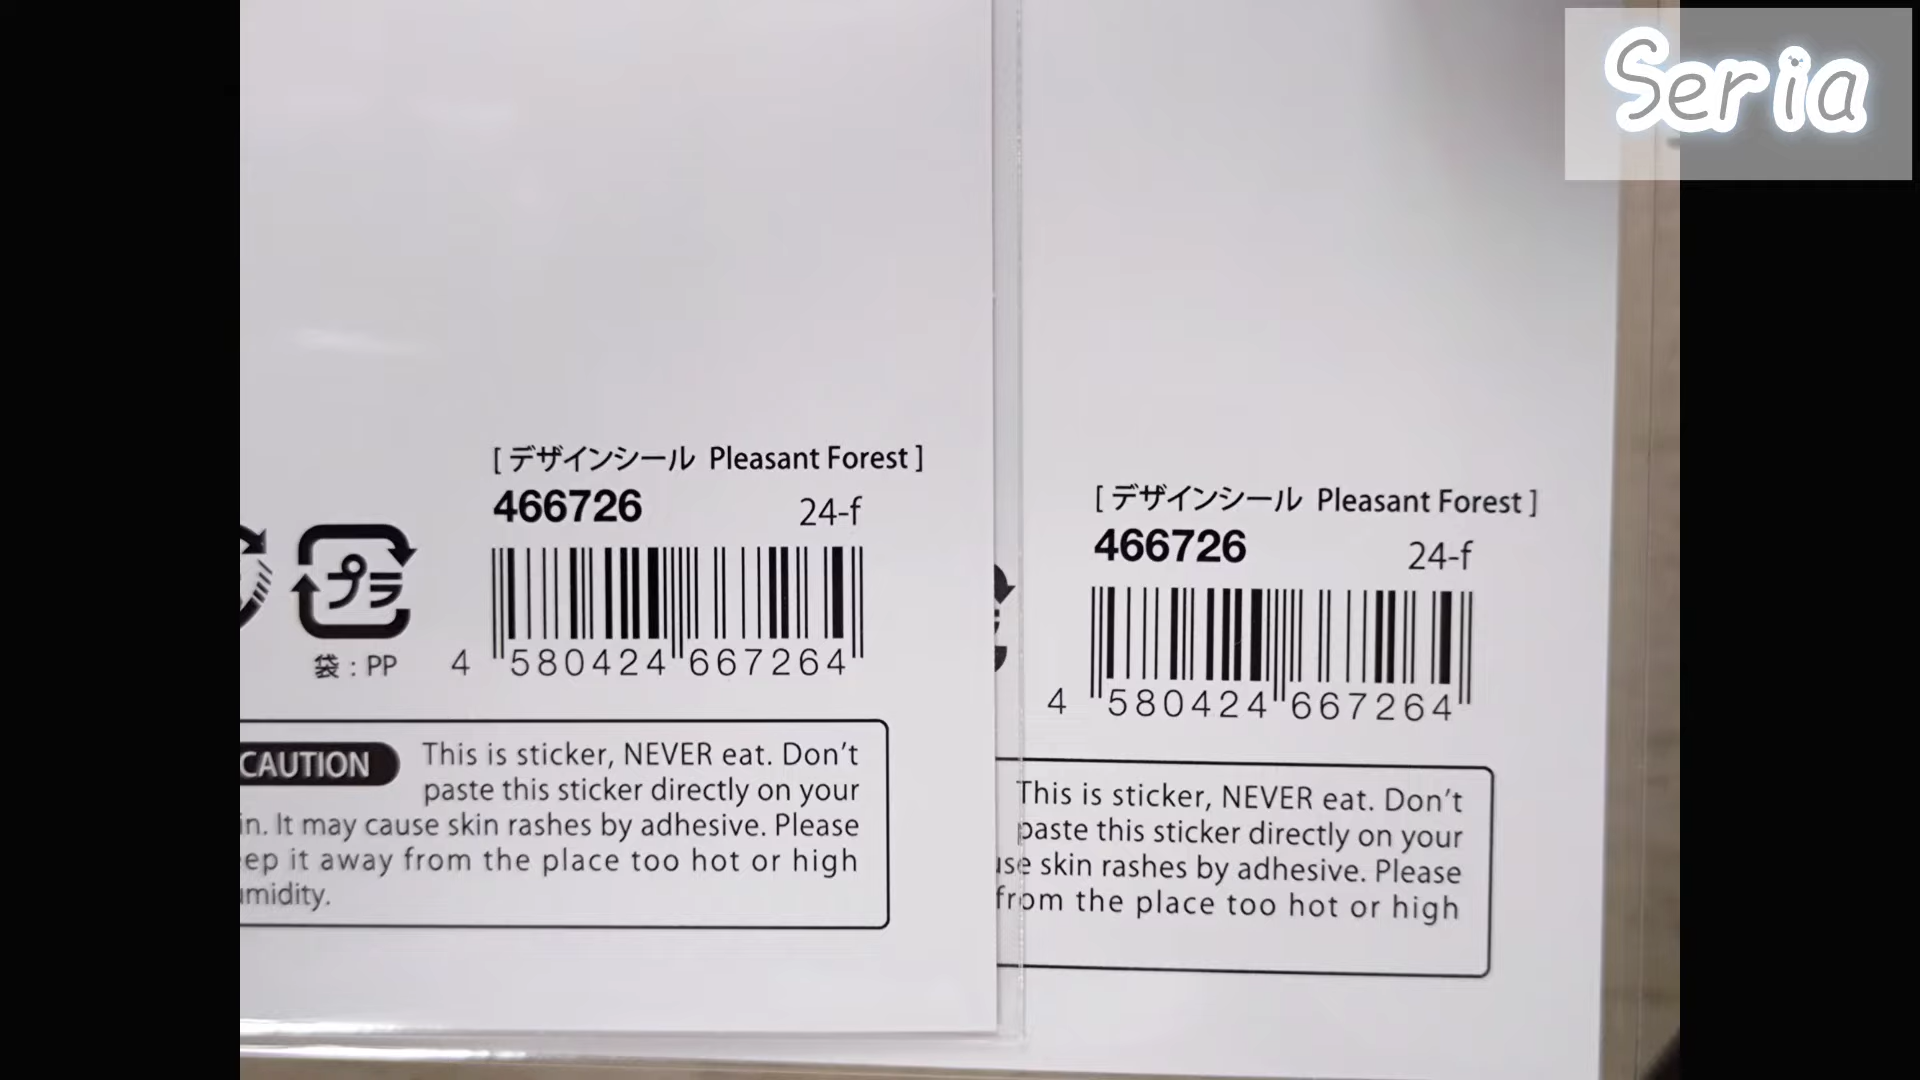 Seria
[ デザインシール Pleasant Forest ]
466726 24-f
プラ
袋 : PP
4 580424 667264
CAUTION This is sticker, NEVER eat. Don't
paste this sticker directly on your
in. It may cause skin rashes by adhesive. Please
eep it away from the place too hot or high
midity.
[ デザインシール Pleasant Forest ]
466726 24-f
4 580424 667264
This is sticker, NEVER eat. Don't
paste this sticker directly on your
use skin rashes by adhesive. Please
from the place too hot or high